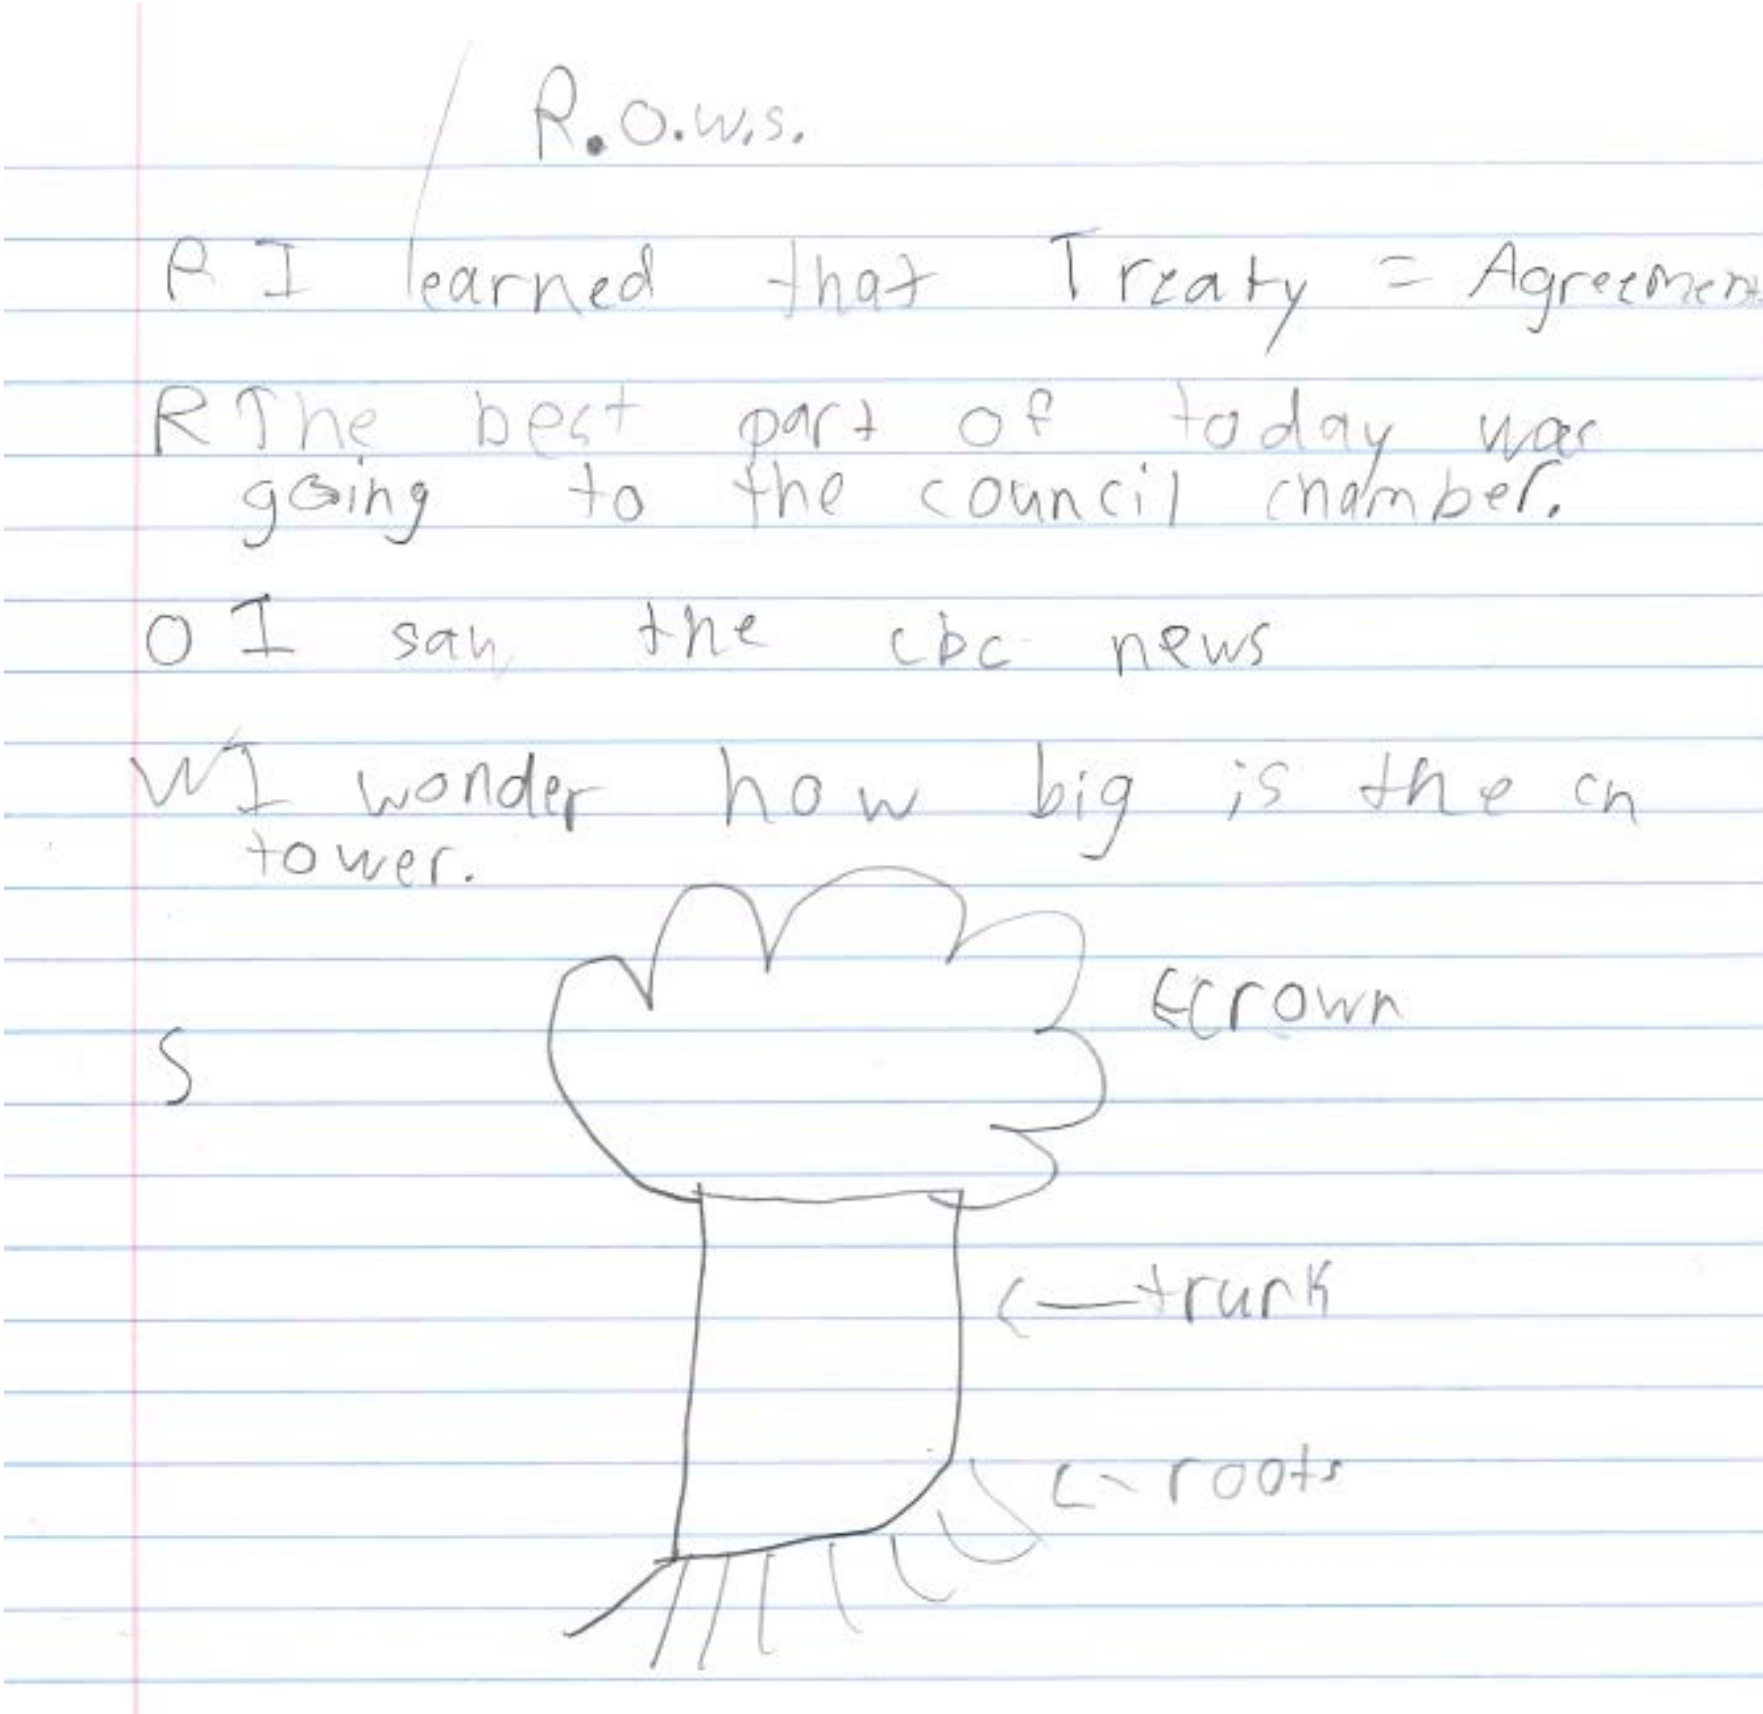 R.O.W.S.
R I learned that Treaty = Agreement
R The best part of today was
going to the council chamber.
O I saw the cbc news
W I wonder how big is the cn
tower.
←crown
S
←trunk
←roots